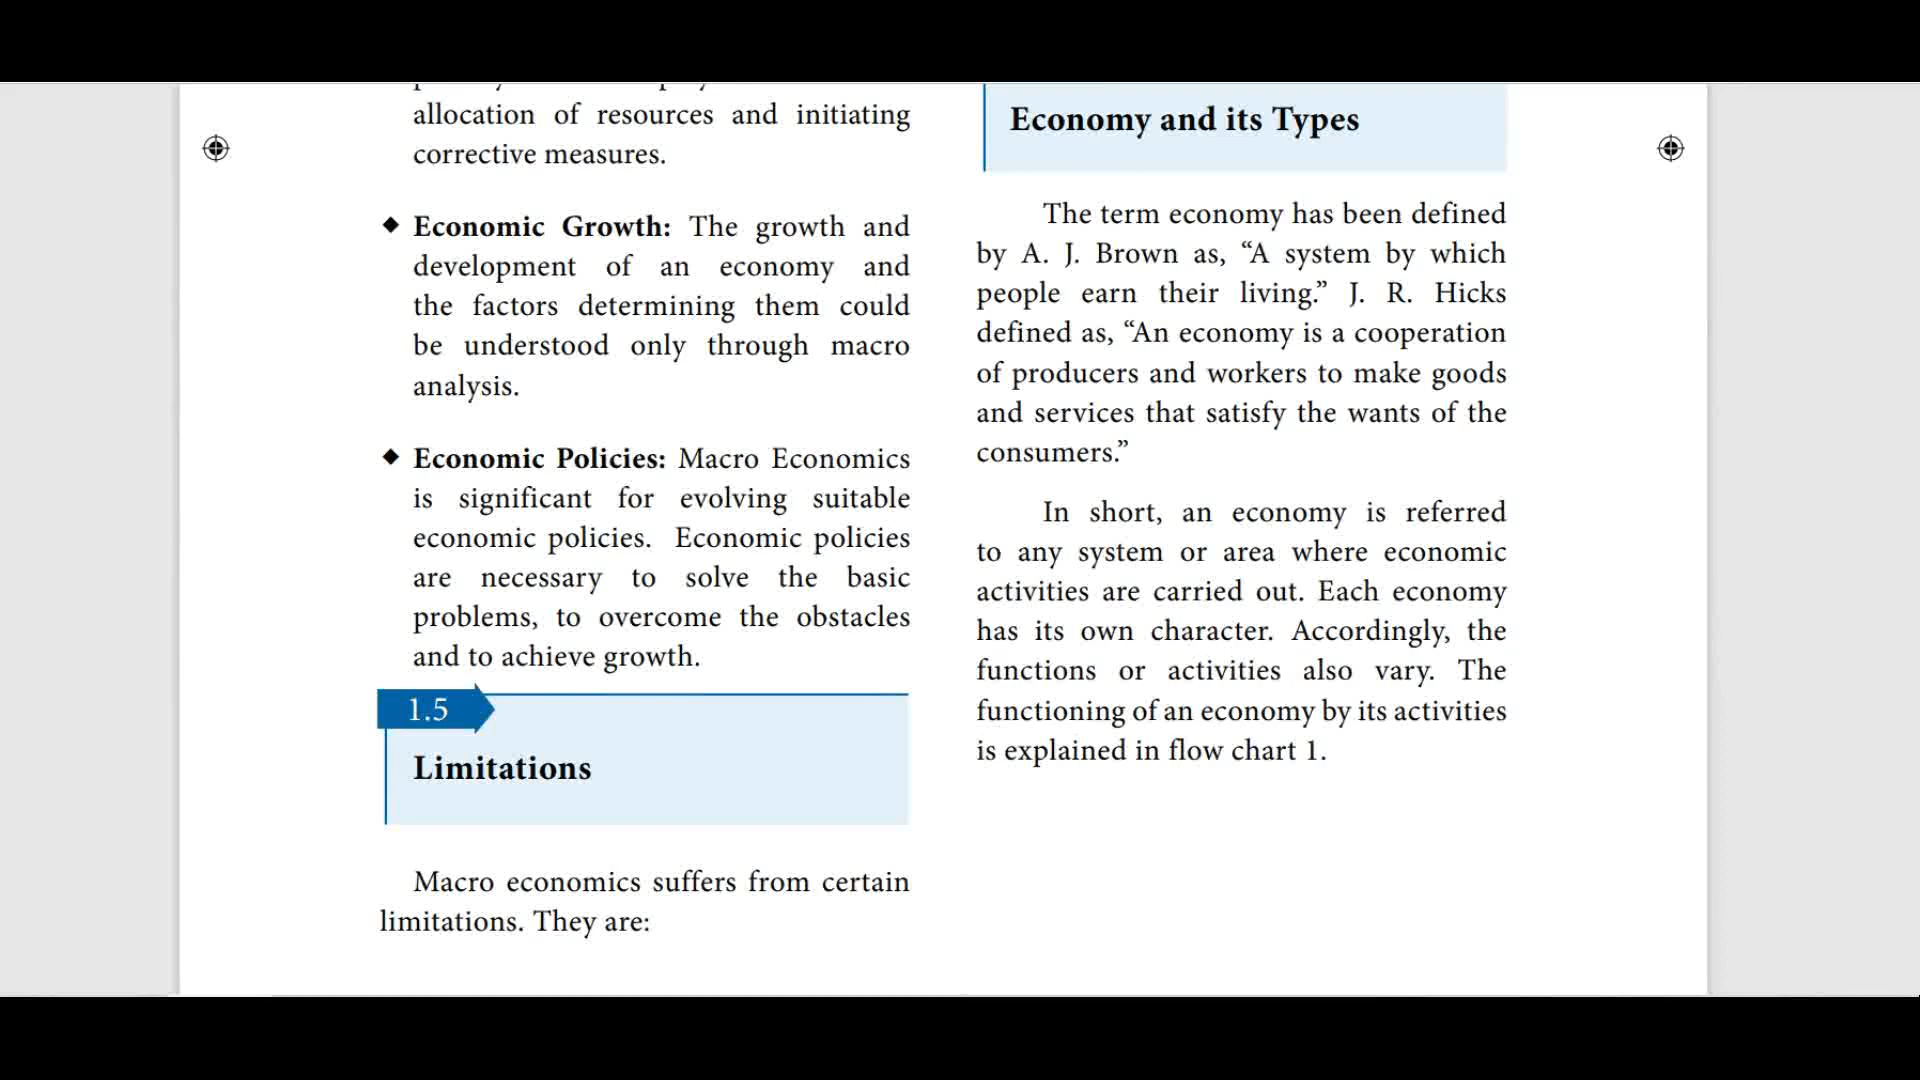 allocation of resources and initiating
corrective measures.
◆ Economic Growth: The growth and
development of an economy and
the factors determining them could
be understood only through macro
analysis.
◆ Economic Policies: Macro Economics
is significant for evolving suitable
economic policies. Economic policies
are necessary to solve the basic
problems, to overcome the obstacles
and to achieve growth.
1.5
Limitations
Macro economics suffers from certain
limitations. They are:
Economy and its Types
The term economy has been defined
by A. J. Brown as, “A system by which
people earn their living.” J. R. Hicks
defined as, “An economy is a cooperation
of producers and workers to make goods
and services that satisfy the wants of the
consumers.”
In short, an economy is referred
to any system or area where economic
activities are carried out. Each economy
has its own character. Accordingly, the
functions or activities also vary. The
functioning of an economy by its activities
is explained in flow chart 1.